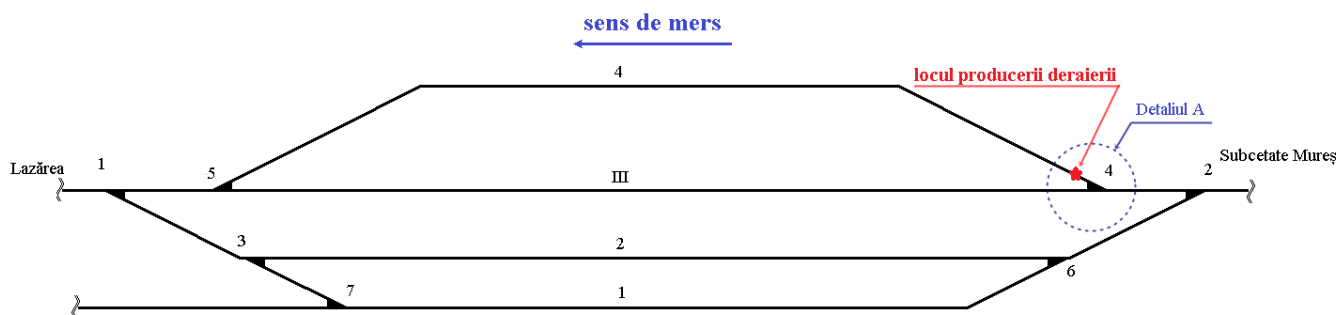 sens de mers
4
locul producerii deraierii
Detaliul A
Lazărea
1
5
III
4
2
Subcetate Mureș
3
2
6
7
1